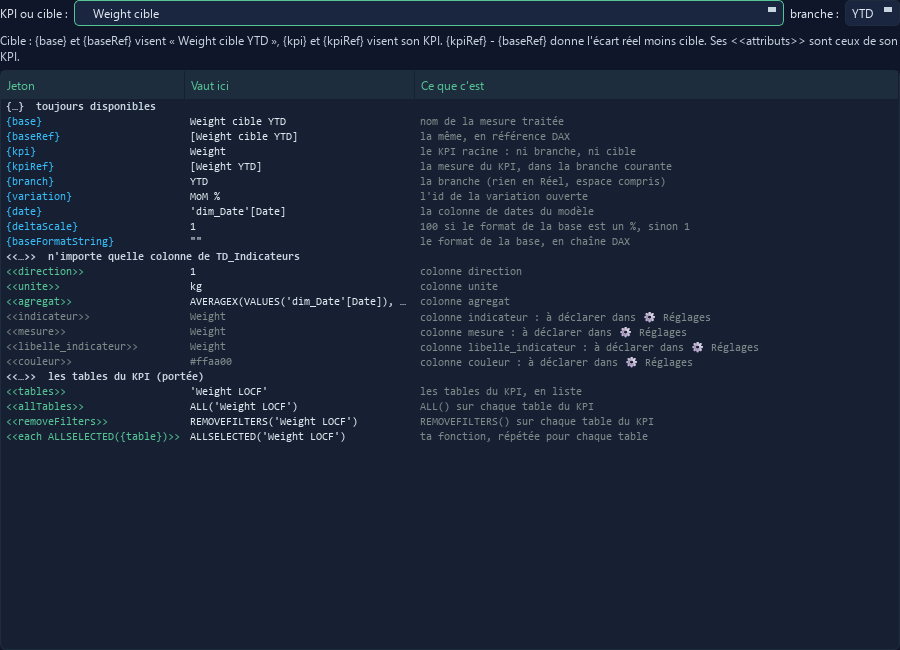 KPI ou cible : Weight cible branche : YTD
Cible : {base} et {baseRef} visent « Weight cible YTD », {kpi} et {kpiRef} visent son KPI. {kpiRef} - {baseRef} donne l'écart réel moins cible. Ses <<attributs>> sont ceux de son
KPI.
Jeton Vaut ici Ce que c'est
{…} toujours disponibles
{base} Weight cible YTD nom de la mesure traitée
{baseRef} [Weight cible YTD] la même, en référence DAX
{kpi} Weight le KPI racine : ni branche, ni cible
{kpiRef} [Weight YTD] la mesure du KPI, dans la branche courante
{branch} YTD la branche (rien en Réel, espace compris)
{variation} MoM % l'id de la variation ouverte
{date} 'dim_Date'[Date] la colonne de dates du modèle
{deltaScale} 1 100 si le format de la base est un %, sinon 1
{baseFormatString} "" le format de la base, en chaîne DAX
<<…>> n'importe quelle colonne de TD_Indicateurs
<<direction>> 1 colonne direction
<<unite>> kg colonne unite
<<agregat>> AVERAGEX(VALUES('dim_Date'[Date]), … colonne agregat
<<indicateur>> Weight colonne indicateur : à déclarer dans ⚙ Réglages
<<mesure>> Weight colonne mesure : à déclarer dans ⚙ Réglages
<<libelle_indicateur>> Weight colonne libelle_indicateur : à déclarer dans ⚙ Réglages
<<couleur>> #ffaa00 colonne couleur : à déclarer dans ⚙ Réglages
<<…>> les tables du KPI (portée)
<<tables>> 'Weight LOCF' les tables du KPI, en liste
<<allTables>> ALL('Weight LOCF') ALL() sur chaque table du KPI
<<removeFilters>> REMOVEFILTERS('Weight LOCF') REMOVEFILTERS() sur chaque table du KPI
<<each ALLSELECTED({table})>> ALLSELECTED('Weight LOCF') ta fonction, répétée pour chaque table